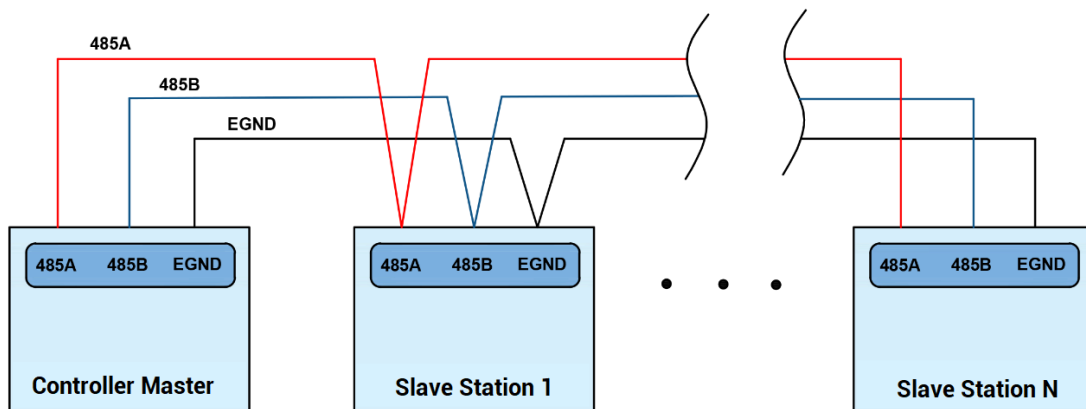 485A
485B
EGND
485A 485B EGND
485A 485B EGND
485A 485B EGND
Controller Master
Slave Station 1
Slave Station N